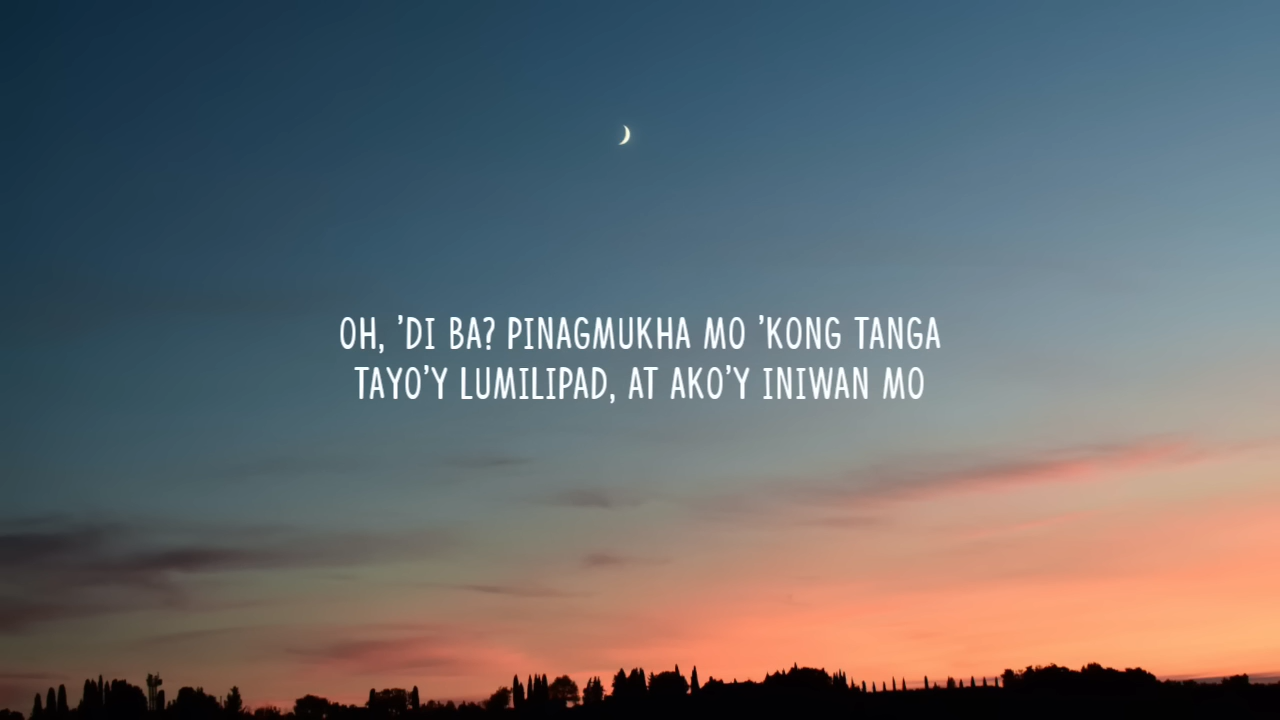 OH, ’DI BA? PINAGMUKHA MO ’KONG TANGA
TAYO’Y LUMILIPAD, AT AKO’Y INIWAN MO